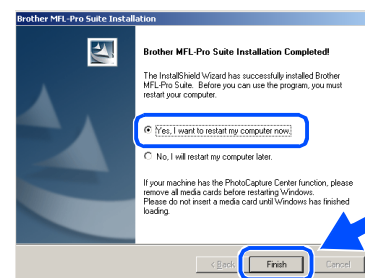 Brother MFL-Pro Suite Installation
Brother MFL-Pro Suite Installation Completed!
The InstallShield Wizard has successfully installed Brother
MFL-Pro Suite. Before you can use the program, you must
restart your computer.
Yes, I want to restart my computer now.
No, I will restart my computer later.
If your machine has the PhotoCapture Center function, please
remove all media cards before restarting Windows.
Please do not insert a media card until Windows has finished
loading.
< Back
Finish
Cancel